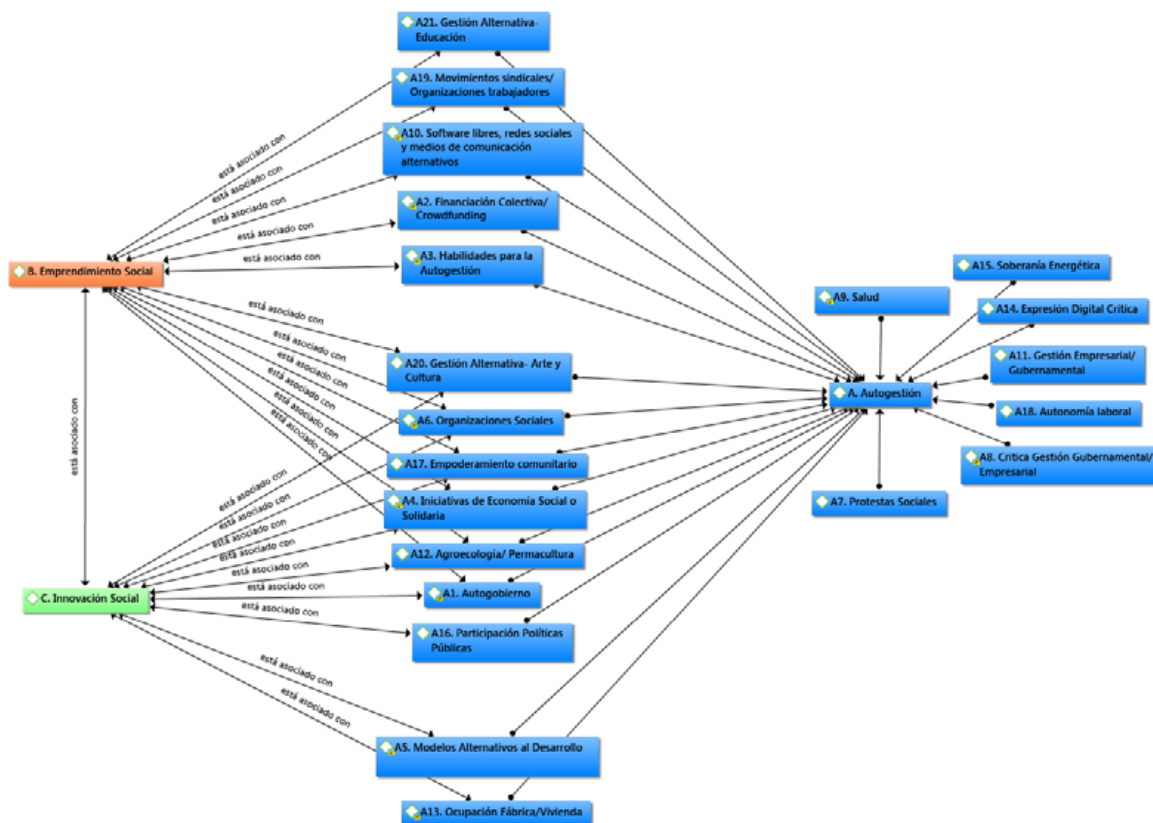 A21. Gestión Alternativa-
Educación
A19. Movimientos sindicales/
Organizaciones trabajadores
A10. Software libres, redes sociales
y medios de comunicación
alternativos
A2. Financiación Colectiva/
Crowdfunding
A3. Habilidades para la
Autogestión
está asociado con
está asociado con
está asociado con
está asociado con
está asociado con
B. Emprendimiento Social
está asociado con
está asociado con
está asociado con
está asociado con
está asociado con
está asociado con
A20. Gestión Alternativa- Arte y
Cultura
A6. Organizaciones Sociales
A17. Empoderamiento comunitario
A4. Iniciativas de Economía Social o
Solidaria
A12. Agroecología/ Permacultura
A1. Autogobierno
A16. Participación Políticas
Públicas
está asociado con
está asociado con
está asociado con
está asociado con
está asociado con
está asociado con
está asociado con
está asociado con
C. Innovación Social
está asociado con
está asociado con
A5. Modelos Alternativos al Desarrollo
A13. Ocupación Fábrica/Vivienda
A15. Soberanía Energética
A9. Salud
A14. Expresión Digital Critica
A11. Gestión Empresarial/
Gubernamental
A. Autogestión
A18. Autonomía laboral
A8. Critica Gestión Gubernamental/
Empresarial
A7. Protestas Sociales